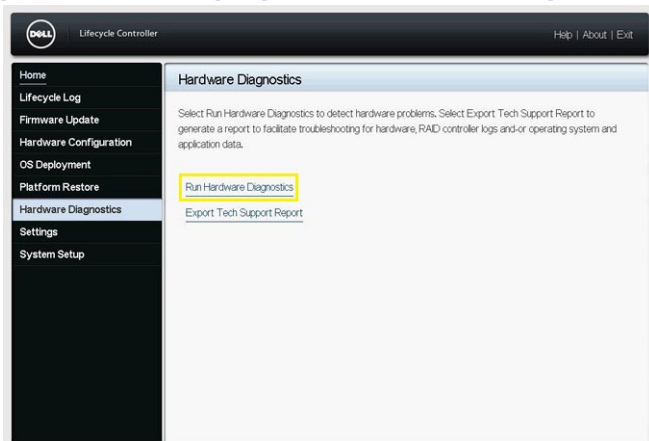 DELL
Lifecycle Controller
Help | About | Exit
Home
Lifecycle Log
Firmware Update
Hardware Configuration
OS Deployment
Platform Restore
Hardware Diagnostics
Settings
System Setup
Hardware Diagnostics
Select Run Hardware Diagnostics to detect hardware problems. Select Export Tech Support Report to
generate a report to facilitate troubleshooting for hardware, RAID controller logs and-or operating system and
application data.
Run Hardware Diagnostics
Export Tech Support Report